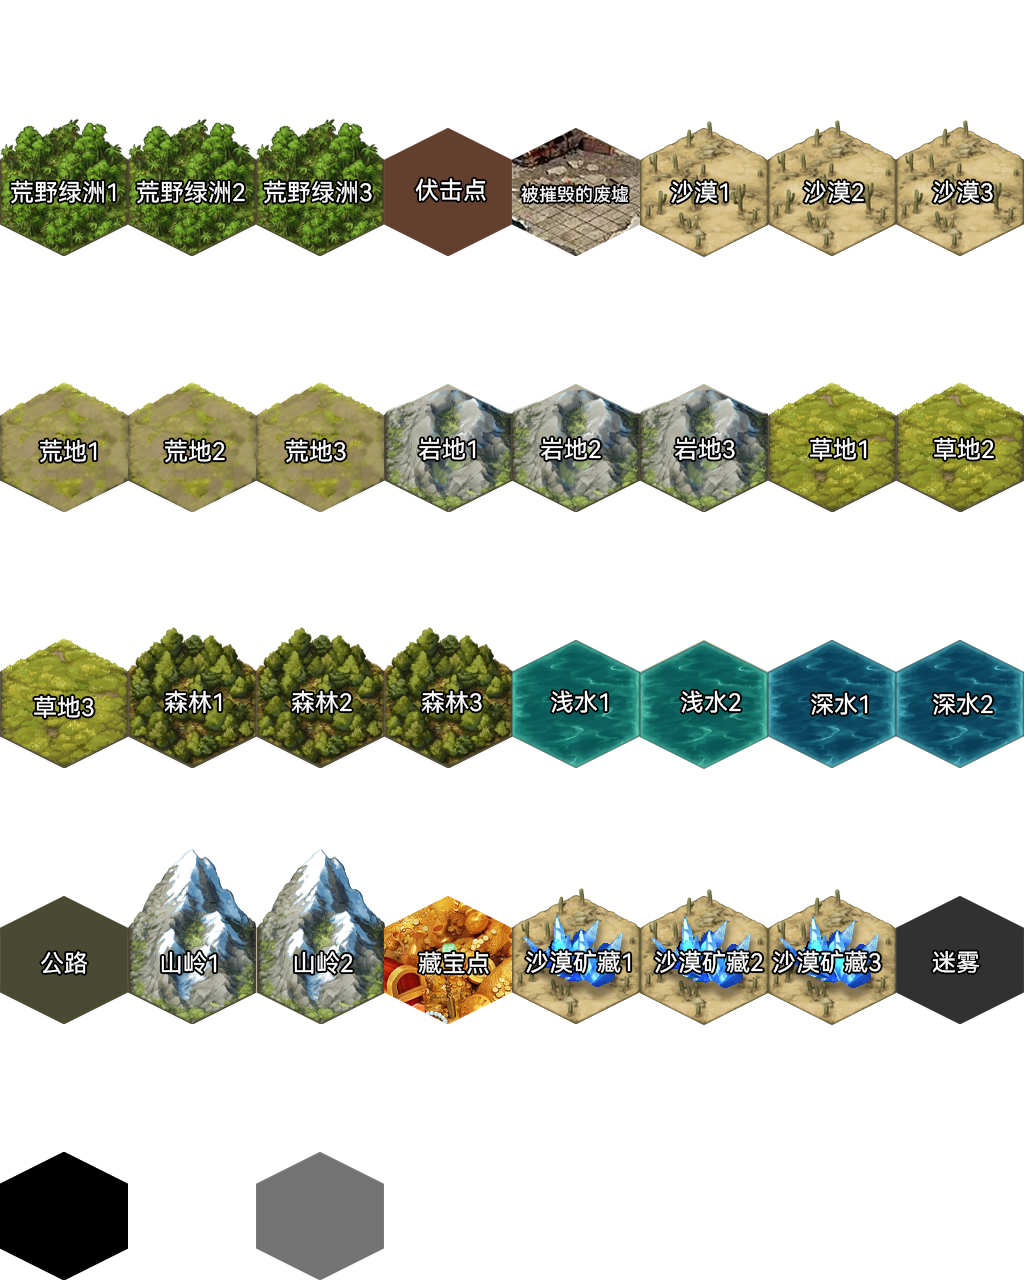 荒野绿洲1
荒野绿洲2
荒野绿洲3
伏击点
被摧毁的废墟
沙漠1
沙漠2
沙漠3
荒地1
荒地2
荒地3
岩地1
岩地2
岩地3
草地1
草地2
草地3
森林1
森林2
森林3
浅水1
浅水2
深水1
深水2
公路
山岭1
山岭2
藏宝点
沙漠矿藏1
沙漠矿藏2
沙漠矿藏3
迷雾